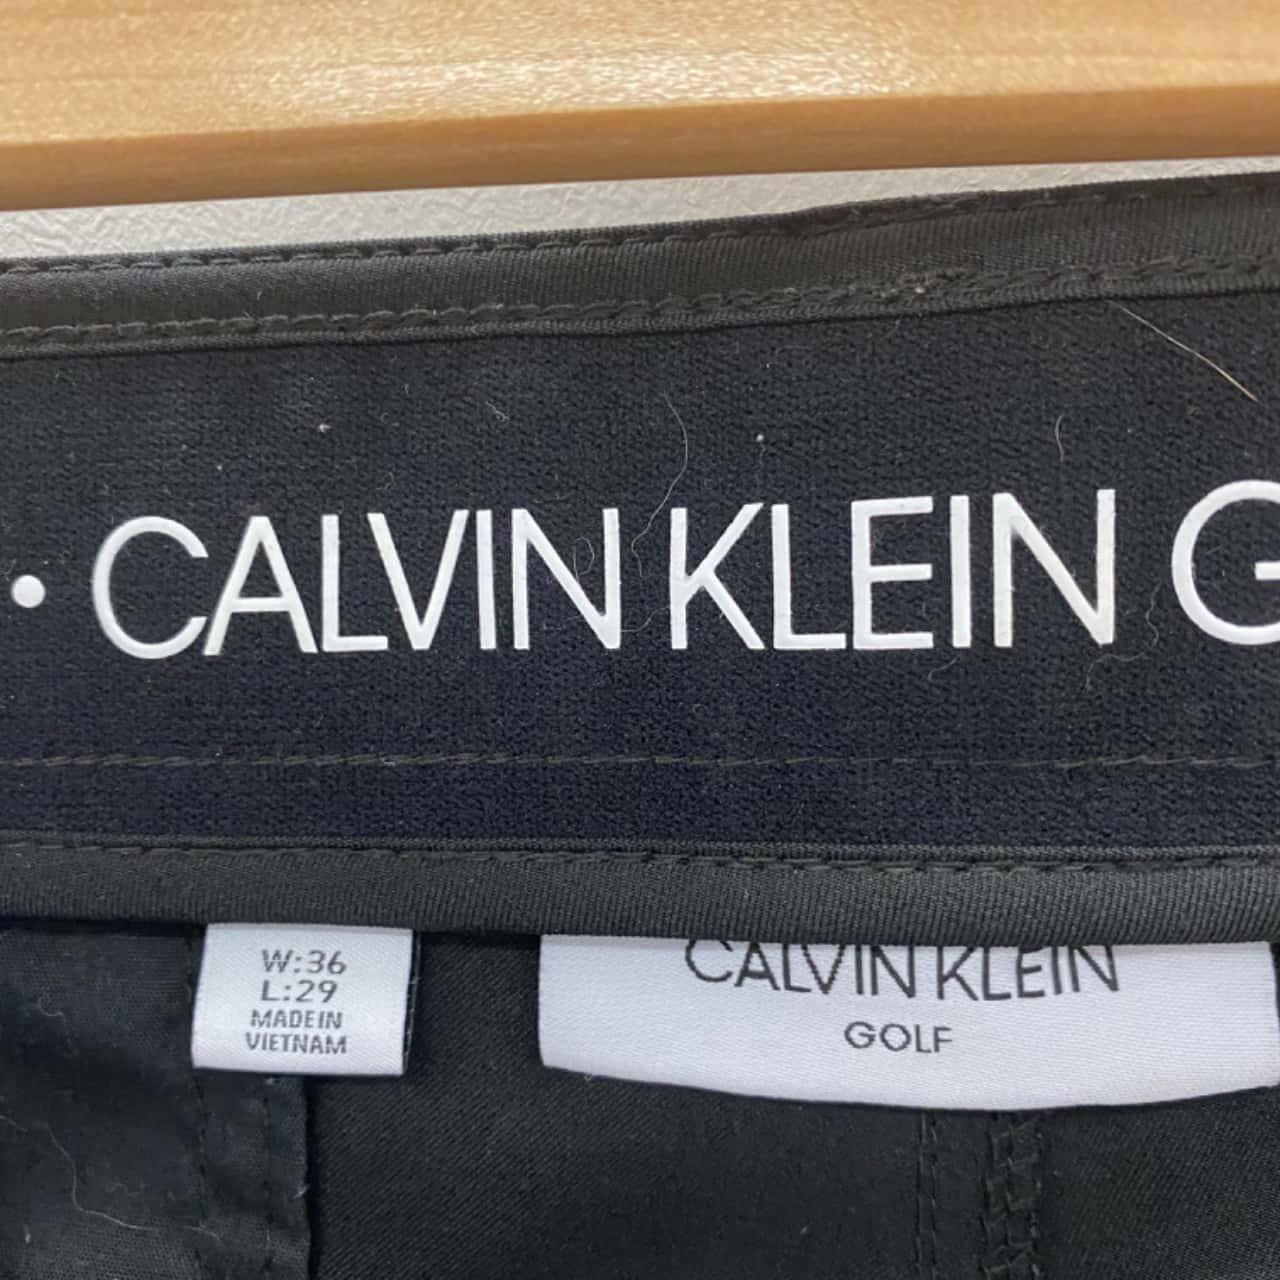 • CALVIN KLEIN G
W:36
L:29
MADE IN
VIETNAM
CALVIN KLEIN
GOLF